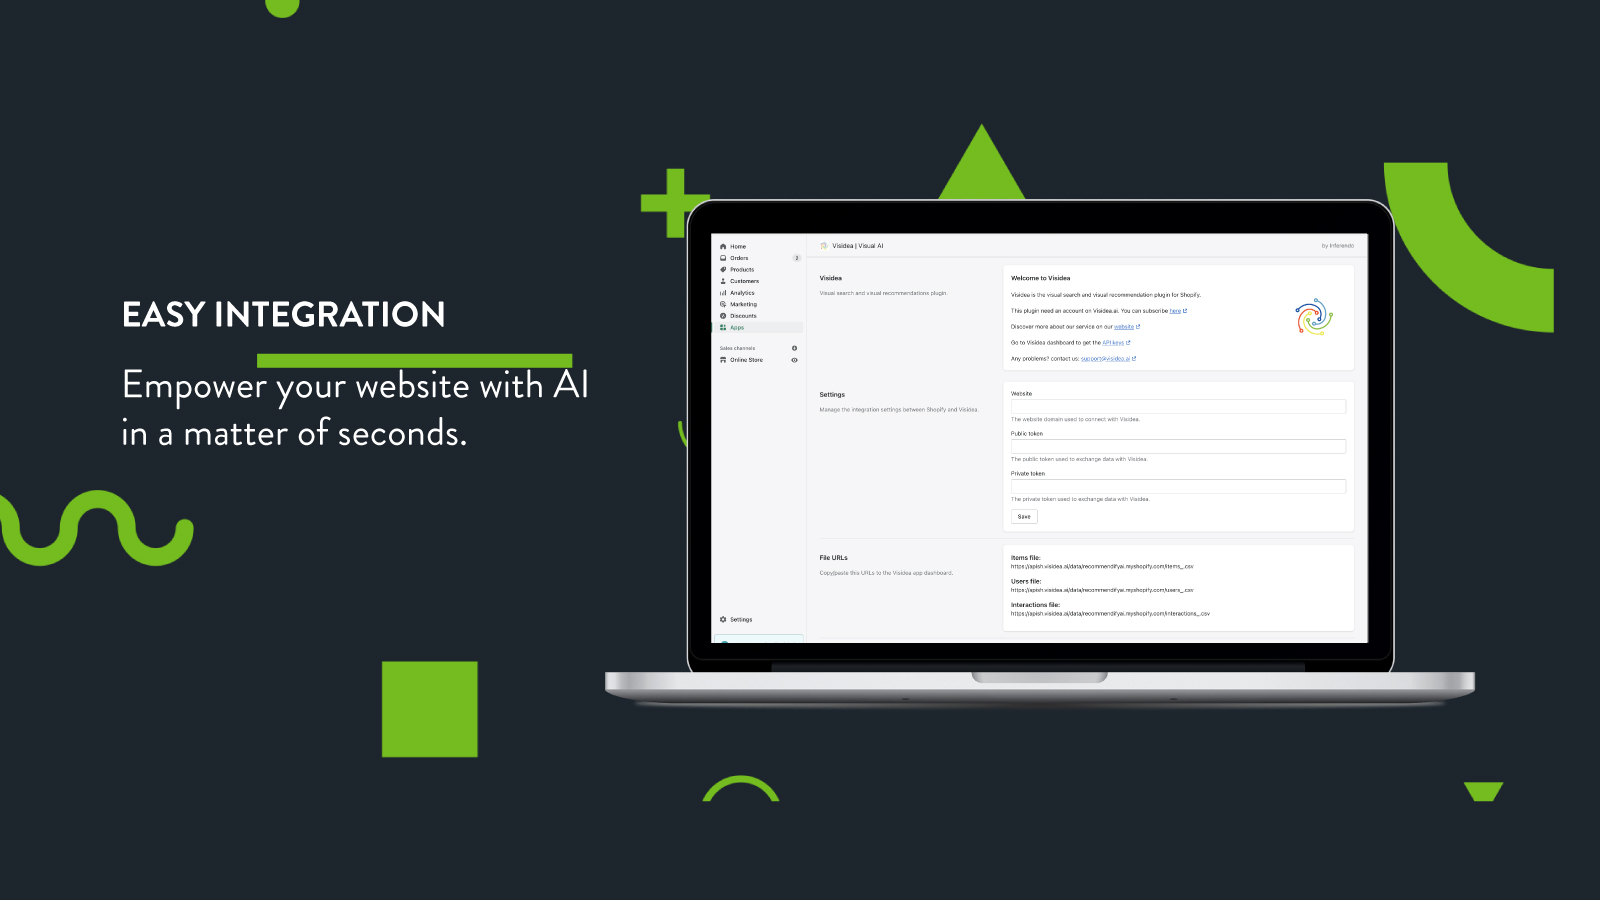 EASY INTEGRATION
Empower your website with AI
in a matter of seconds.
Home
Orders
2
Products
Customers
Analytics
Marketing
Discounts
Apps
Sales channels
Online Store
Settings
Visidea | Visual AI
by Inferendo
Visidea
Visual search and visual recommendations plugin.
Welcome to Visidea
Visidea is the visual search and visual recommendation plugin for Shopify.
This plugin need an account on Visidea.ai. You can subscribe here
Discover more about our service on our website
Go to Visidea dashboard to get the API keys
Any problems? contact us: support@visidea.ai
Settings
Manage the integration settings between Shopify and Visidea.
Website
The website domain used to connect with Visidea.
Public token
The public token used to exchange data with Visidea.
Private token
The private token used to exchange data with Visidea.
Save
File URLs
Copy/paste this URLs to the Visidea app dashboard.
Items file:
https://apish.visidea.ai/data/recommendifyai.myshopify.com/items_.csv
Users file:
https://apish.visidea.ai/data/recommendifyai.myshopify.com/users_.csv
Interactions file:
https://apish.visidea.ai/data/recommendifyai.myshopify.com/interactions_.csv